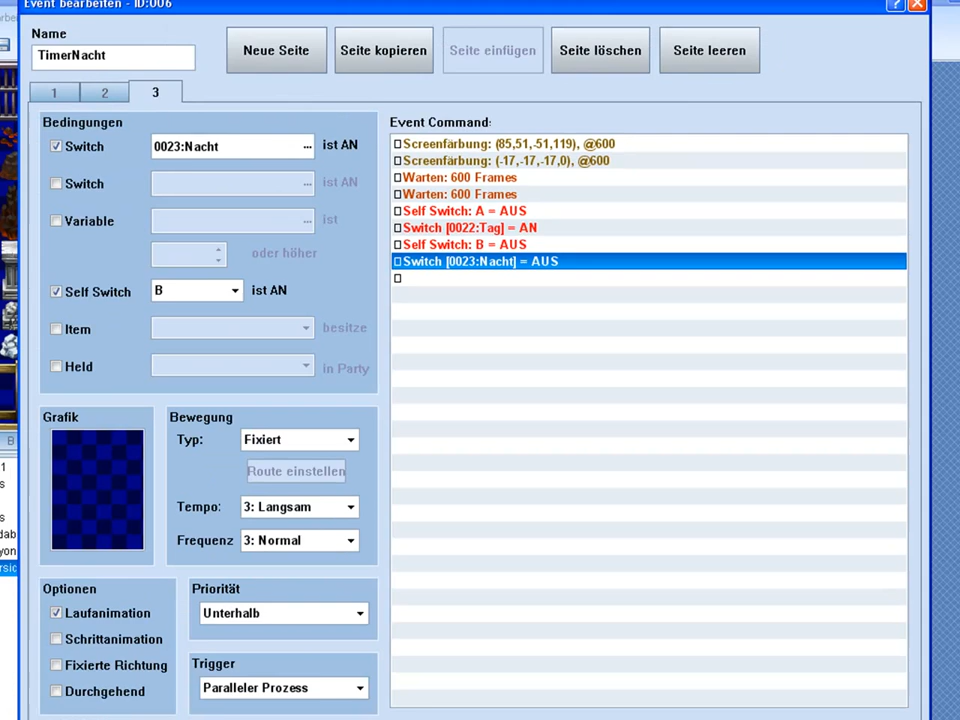 Event bearbeiten - ID:006
Name
TimerNacht
Neue Seite
Seite kopieren
Seite einfügen
Seite löschen
Seite leeren
1
2
3
Bedingungen
Switch
0023:Nacht
...
ist AN
Switch
...
ist AN
Variable
...
ist
oder höher
Self Switch
B
ist AN
Item
besitze
Held
in Party
Grafik
Bewegung
Typ:
Fixiert
Route einstellen
Tempo:
3: Langsam
Frequenz
3: Normal
Optionen
Laufanimation
Schrittanimation
Fixierte Richtung
Durchgehend
Priorität
Unterhalb
Trigger
Paralleler Prozess
Event Command:
Screenfärbung: (85,51,-51,119), @600
Screenfärbung: (-17,-17,-17,0), @600
Warten: 600 Frames
Warten: 600 Frames
Self Switch: A = AUS
Switch [0022:Tag] = AN
Self Switch: B = AUS
Switch [0023:Nacht] = AUS